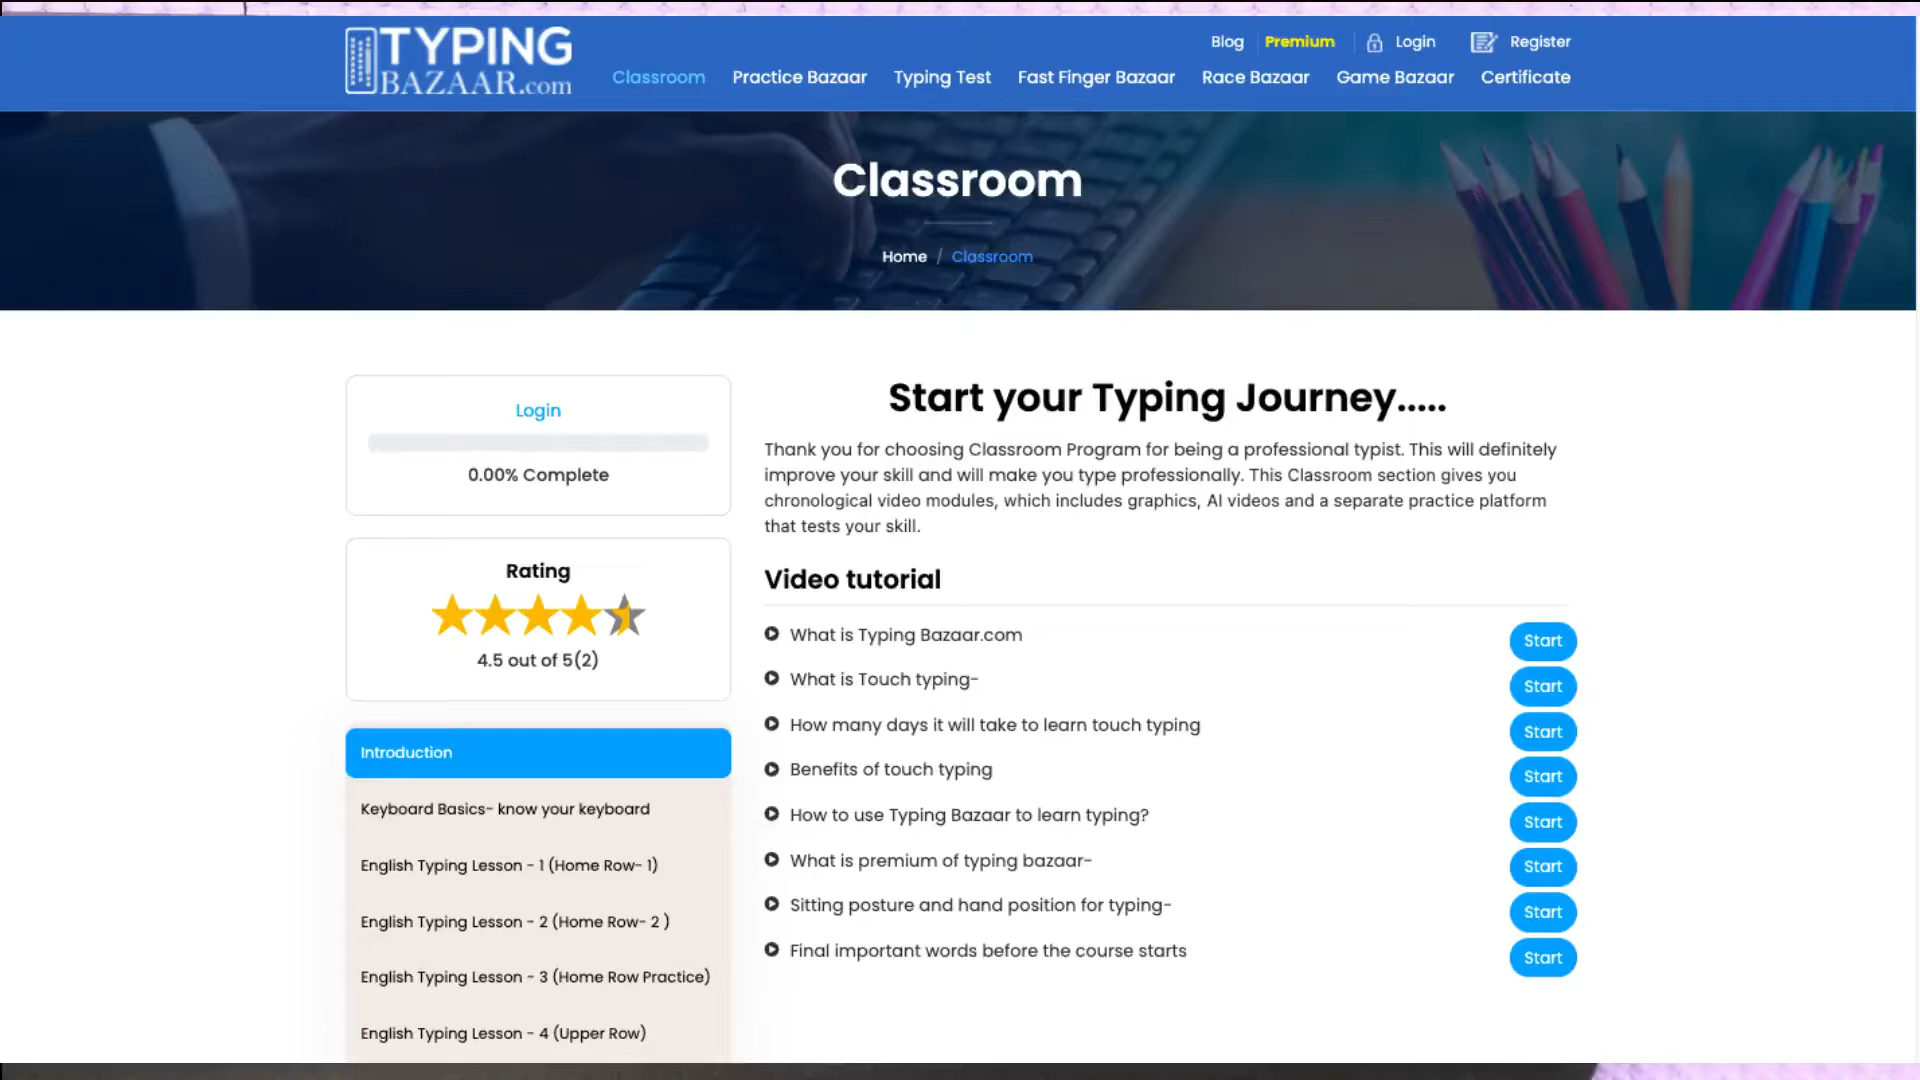 TYPING
BAZAAR.com
Blog Premium Login Register
Classroom Practice Bazaar Typing Test Fast Finger Bazaar Race Bazaar Game Bazaar Certificate
Classroom
Home / Classroom
Login
0.00% Complete
Rating
4.5 out of 5(2)
Introduction
Keyboard Basics- know your keyboard
English Typing Lesson - 1 (Home Row- 1)
English Typing Lesson - 2 (Home Row- 2 )
English Typing Lesson - 3 (Home Row Practice)
English Typing Lesson - 4 (Upper Row)
Start your Typing Journey.....
Thank you for choosing Classroom Program for being a professional typist. This will definitely
improve your skill and will make you type professionally. This Classroom section gives you
chronological video modules, which includes graphics, AI videos and a separate practice platform
that tests your skill.
Video tutorial
What is Typing Bazaar.com Start
What is Touch typing- Start
How many days it will take to learn touch typing Start
Benefits of touch typing Start
How to use Typing Bazaar to learn typing? Start
What is premium of typing bazaar- Start
Sitting posture and hand position for typing- Start
Final important words before the course starts Start